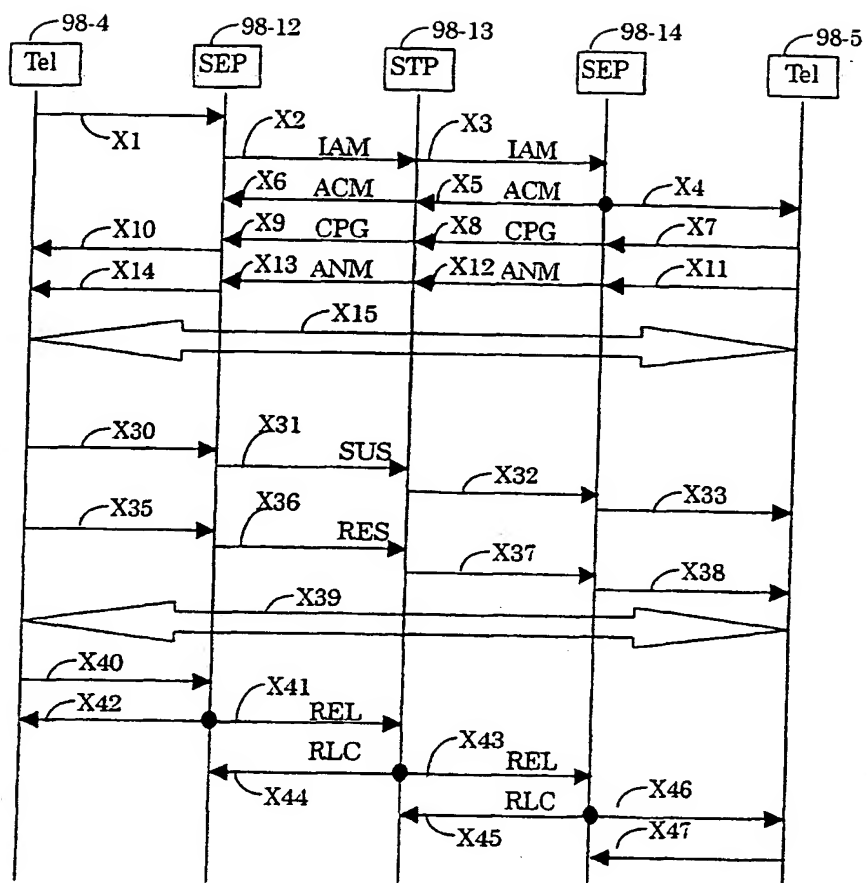 98-4 98-12 98-13 98-14 98-5
Tel SEP STP SEP Tel
X1
X2 IAM X3 IAM
X6 ACM X5 ACM X4
X10 X9 CPG X8 CPG X7
X14 X13 ANM X12 ANM X11
X15
X30
X31 SUS
X32
X33
X35
X36 RES
X37
X38
X39
X40
X42 X41 REL
RLC X43 REL
X44
RLC X46
X45 X47